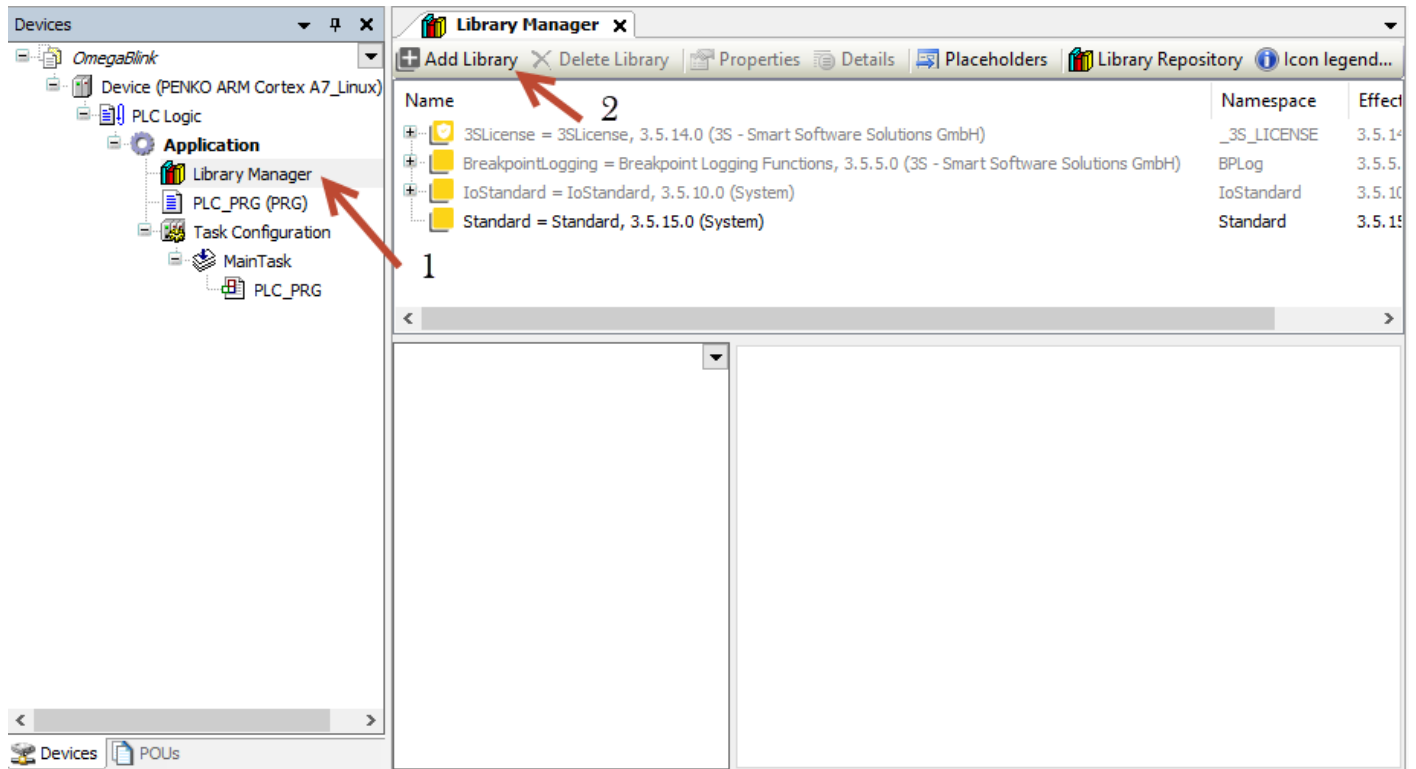 Devices
OmegaBlink
Device (PENKO ARM Cortex A7_Linux)
PLC Logic
Application
Library Manager
PLC_PRG (PRG)
Task Configuration
MainTask
PLC_PRG
Devices POUs
1
Library Manager
Add Library Delete Library Properties Details Placeholders Library Repository Icon legend...
2
Name Namespace Effect
3SLicense = 3SLicense, 3.5.14.0 (3S - Smart Software Solutions GmbH) _3S_LICENSE 3.5.14
BreakpointLogging = Breakpoint Logging Functions, 3.5.5.0 (3S - Smart Software Solutions GmbH) BPLog 3.5.5.
IoStandard = IoStandard, 3.5.10.0 (System) IoStandard 3.5.10
Standard = Standard, 3.5.15.0 (System) Standard 3.5.15